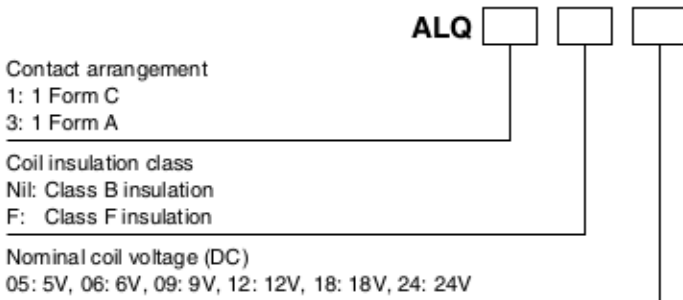 ALQ
Contact arrangement
1: 1 Form C
3: 1 Form A
Coil insulation class
Nil: Class B insulation
F: Class F insulation
Nominal coil voltage (DC)
05: 5V, 06: 6V, 09: 9V, 12: 12V, 18: 18V, 24: 24V